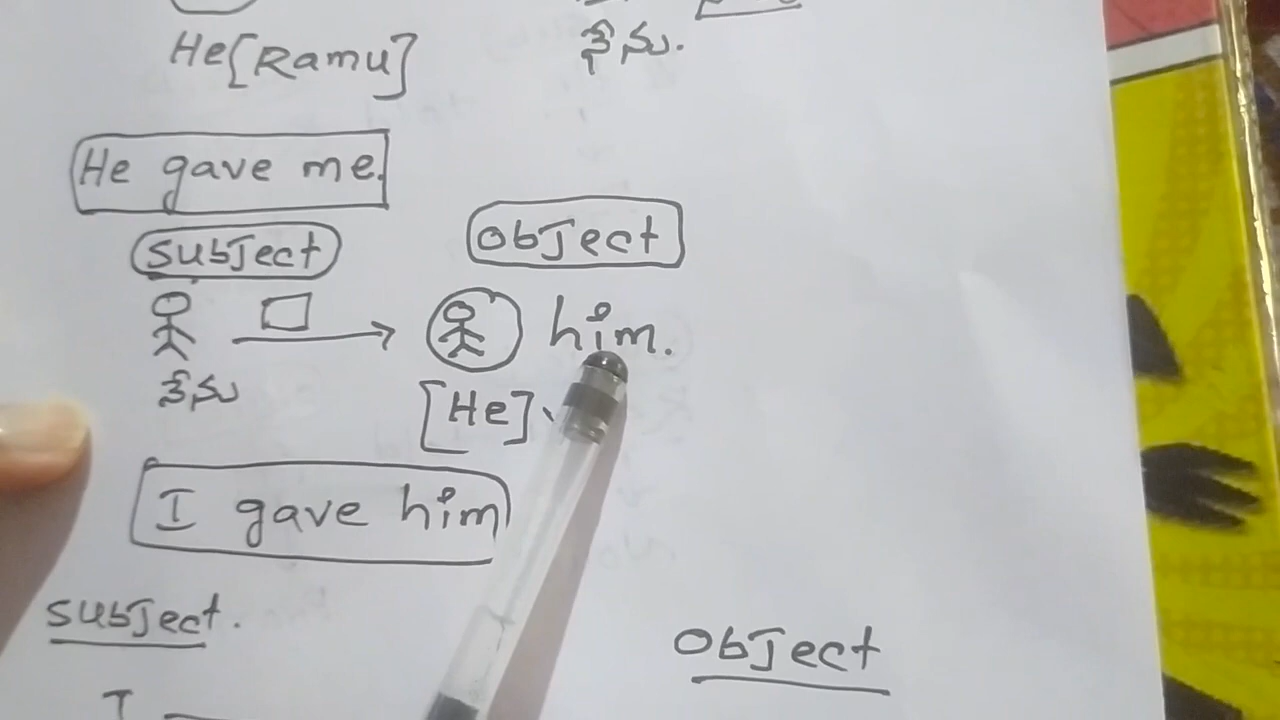 He[Ramu] నేను.
He gave me.
subject object
him.
నేను [He].
I gave him
subject. object
I